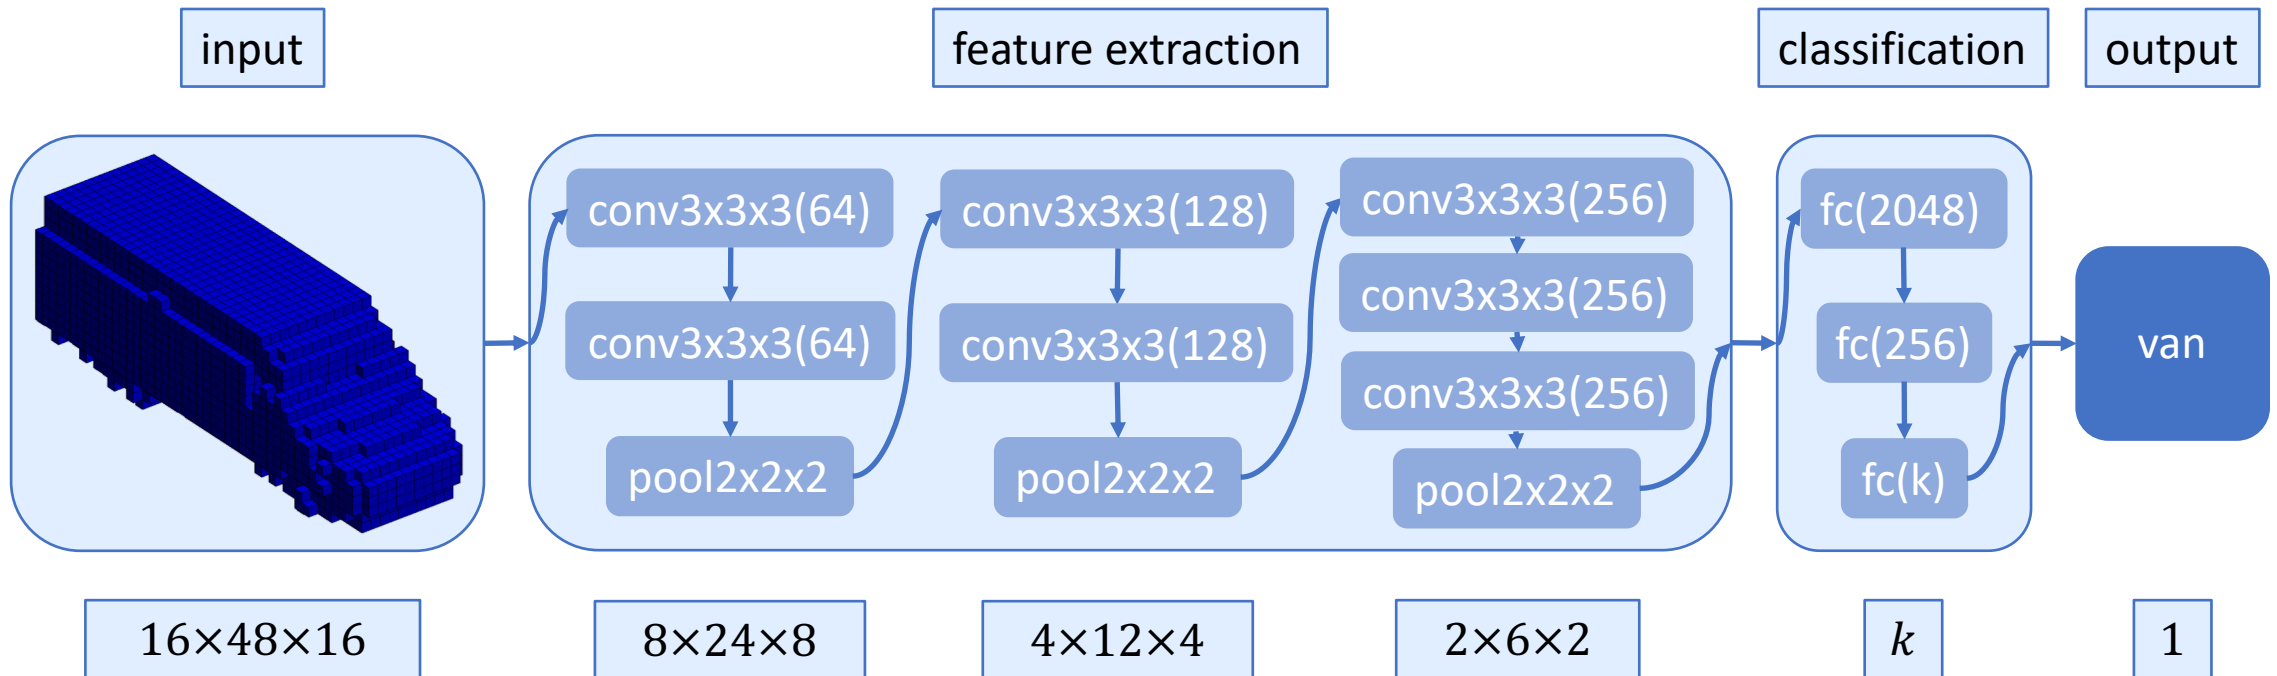 input
feature extraction
classification
output
conv3x3x3(64)
conv3x3x3(64)
pool2x2x2
conv3x3x3(128)
conv3x3x3(128)
pool2x2x2
conv3x3x3(256)
conv3x3x3(256)
conv3x3x3(256)
pool2x2x2
fc(2048)
fc(256)
fc(k)
van
16×48×16
8×24×8
4×12×4
2×6×2
k
1